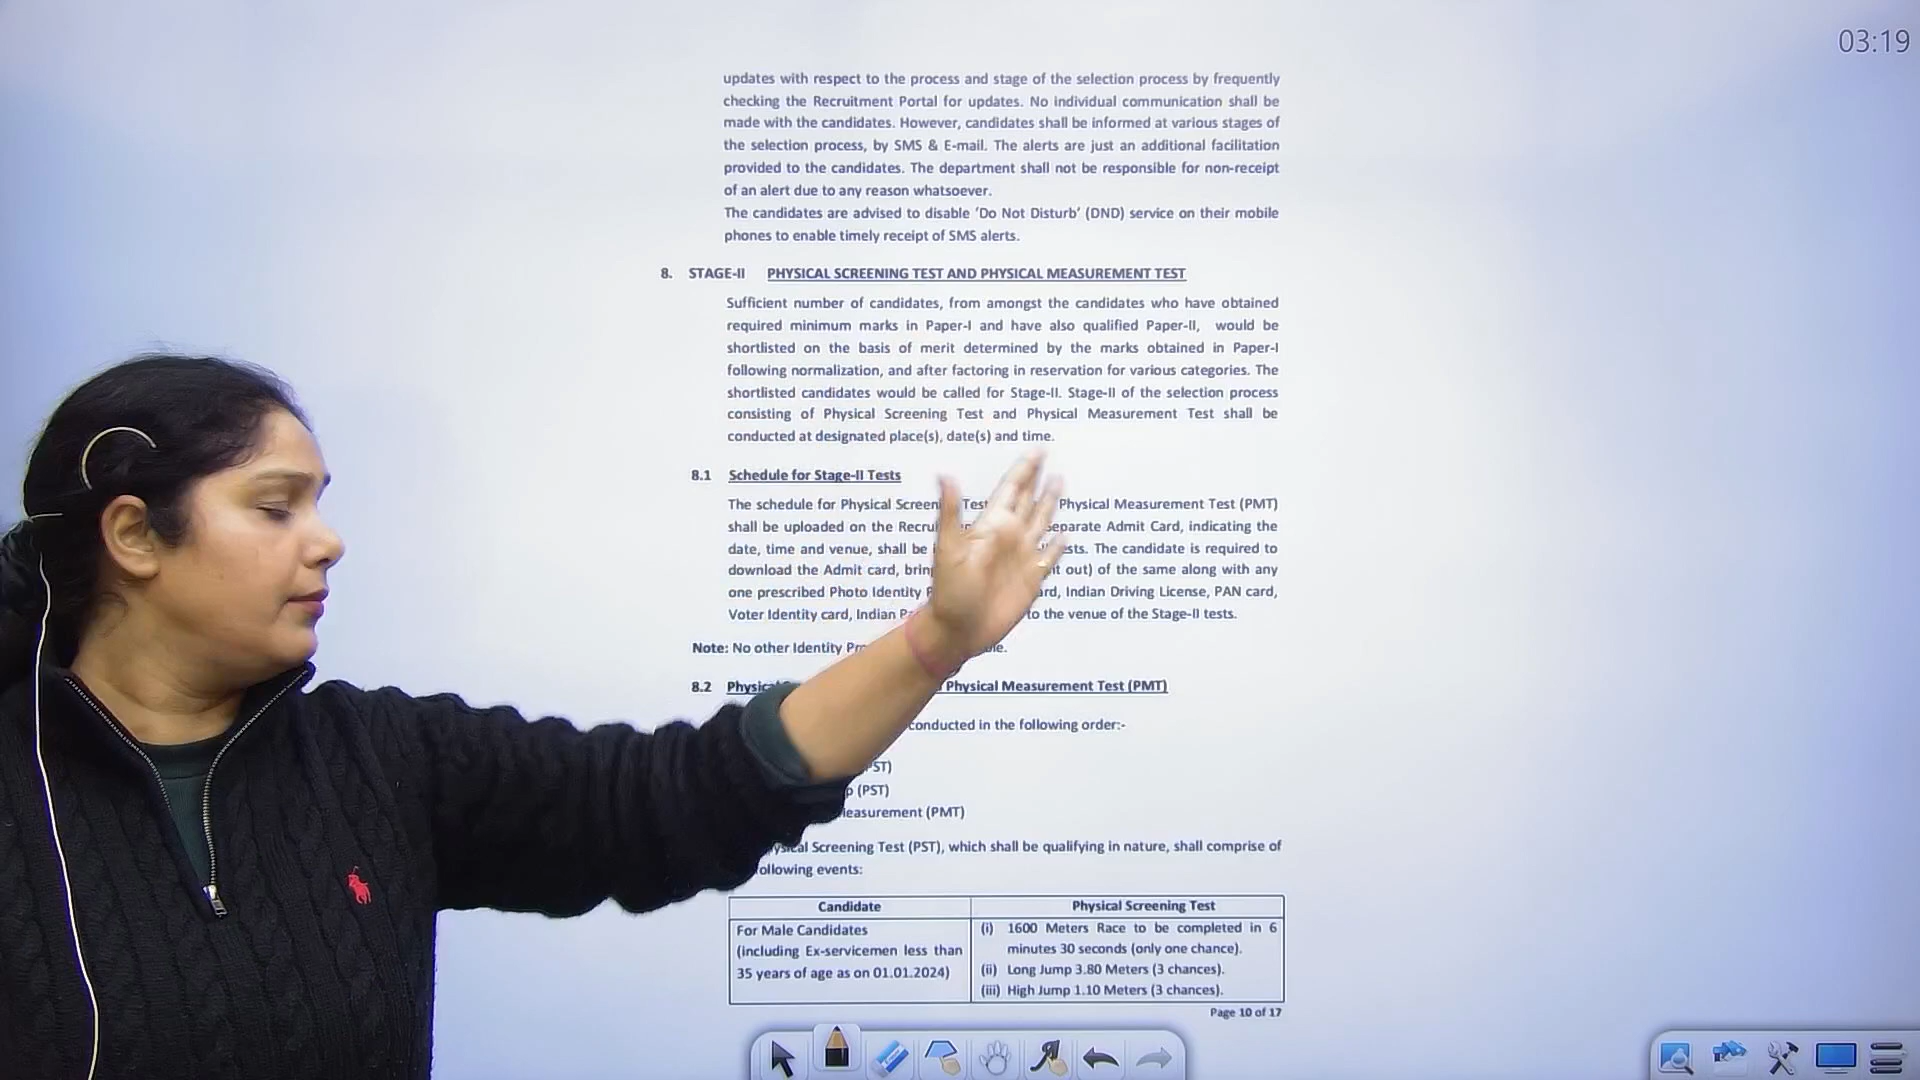 03:19
updates with respect to the process and stage of the selection process by frequently
checking the Recruitment Portal for updates. No individual communication shall be
made with the candidates. However, candidates shall be informed at various stages of
the selection process, by SMS & E-mail. The alerts are just an additional facilitation
provided to the candidates. The department shall not be responsible for non-receipt
of an alert due to any reason whatsoever.
The candidates are advised to disable 'Do Not Disturb' (DND) service on their mobile
phones to enable timely receipt of SMS alerts.
8. STAGE-II PHYSICAL SCREENING TEST AND PHYSICAL MEASUREMENT TEST
Sufficient number of candidates, from amongst the candidates who have obtained
required minimum marks in Paper-I and have also qualified Paper-II, would be
shortlisted on the basis of merit determined by the marks obtained in Paper-I
following normalization, and after factoring in reservation for various categories. The
shortlisted candidates would be called for Stage-II. Stage-II of the selection process
consisting of Physical Screening Test and Physical Measurement Test shall be
conducted at designated place(s), date(s) and time.
8.1 Schedule for Stage-II Tests
The schedule for Physical Test Physical Measurement Test (PMT)
shall be uploaded on the Separate Admit Card, indicating the
date, time and venue, shall be The candidate is required to
download the Admit card, out) of the same along with any
one prescribed Photo Identity Indian Driving License, PAN card,
Voter Identity card, Indian to the venue of the Stage-II tests.
Note: No other Identity
8.2 Physical Measurement Test (PMT)
conducted in the following order:-
(PST)
(PMT)
Screening Test (PST), which shall be qualifying in nature, shall comprise of
following events:
Candidate Physical Screening Test
For Male Candidates
(including Ex-servicemen less than
35 years of age as on 01.01.2024)
(i) 1600 Meters Race to be completed in 6
minutes 30 seconds (only one chance).
(ii) Long Jump 3.80 Meters (3 chances).
(iii) High Jump 1.10 Meters (3 chances).
Page 10 of 17